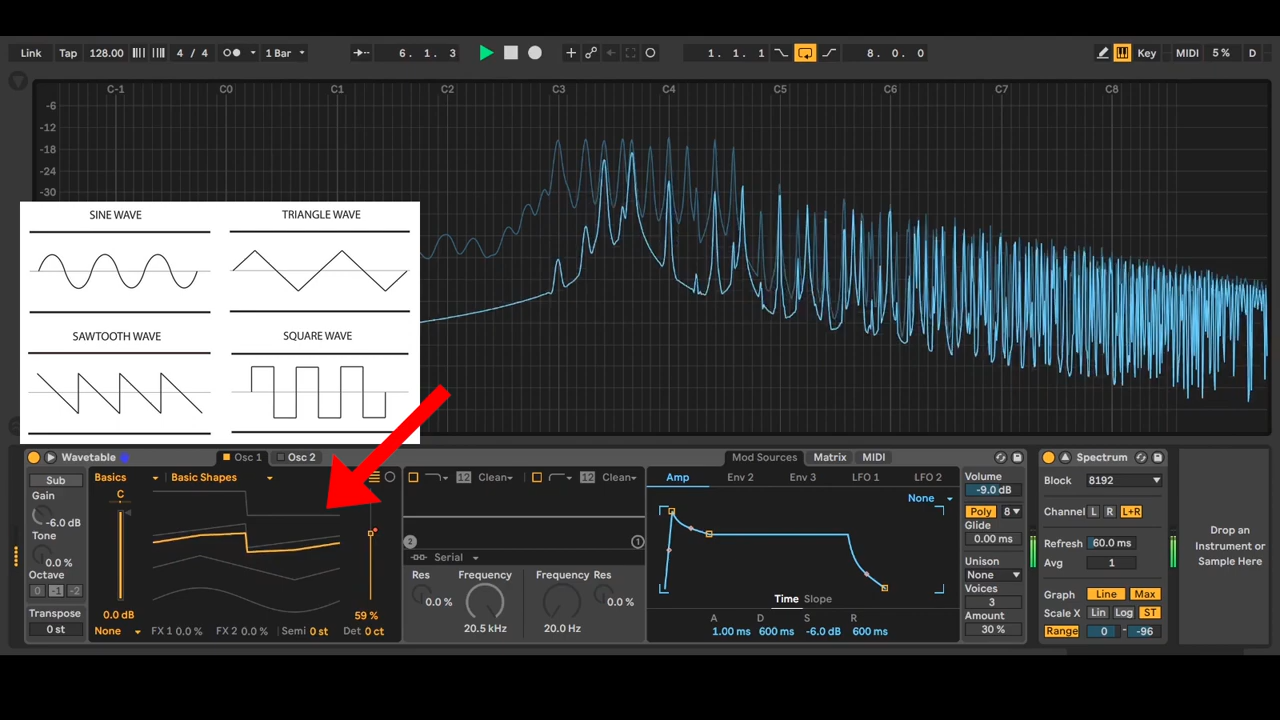 Link Tap 128.00 4 / 4 1 Bar 6. 1. 3 1. 1. 1 8. 0. 0 Key MIDI 5 % D
C-1 C0 C1 C2 C3 C4 C5 C6 C7 C8
-6
-12
-18
-24
-30
SINE WAVE TRIANGLE WAVE
SAWTOOTH WAVE SQUARE WAVE
Wavetable Osc 1 Osc 2 Mod Sources Matrix MIDI Spectrum
Sub Basics Basic Shapes 12 Clean 12 Clean Amp Env 2 Env 3 LFO 1 LFO 2 Volume Block 8192
Gain C None -9.0 dB
-6.0 dB Poly 8 Channel L R L+R
Tone Glide
0.0 % 2 Serial 1 0.00 ms Refresh 60.0 ms
Octave Res Frequency Frequency Res Unison Avg 1
0 -1 -2 0.0 % 0.0 % None
Transpose 0.0 dB 59 % Time Slope Voices Graph Line Max
0 st None FX 1 0.0 % FX 2 0.0 % Semi 0 st Det 0 ct 20.5 kHz 20.0 Hz 3 Scale X Lin Log ST
A D S R Amount
1.00 ms 600 ms -6.0 dB 600 ms 30 % Range 0 - -96
Drop an
Instrument or
Sample Here